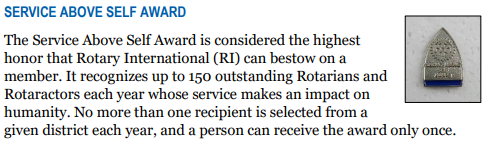 SERVICE ABOVE SELF AWARD
The Service Above Self Award is considered the highest
honor that Rotary International (RI) can bestow on a
member. It recognizes up to 150 outstanding Rotarians and
Rotaractors each year whose service makes an impact on
humanity. No more than one recipient is selected from a
given district each year, and a person can receive the award only once.